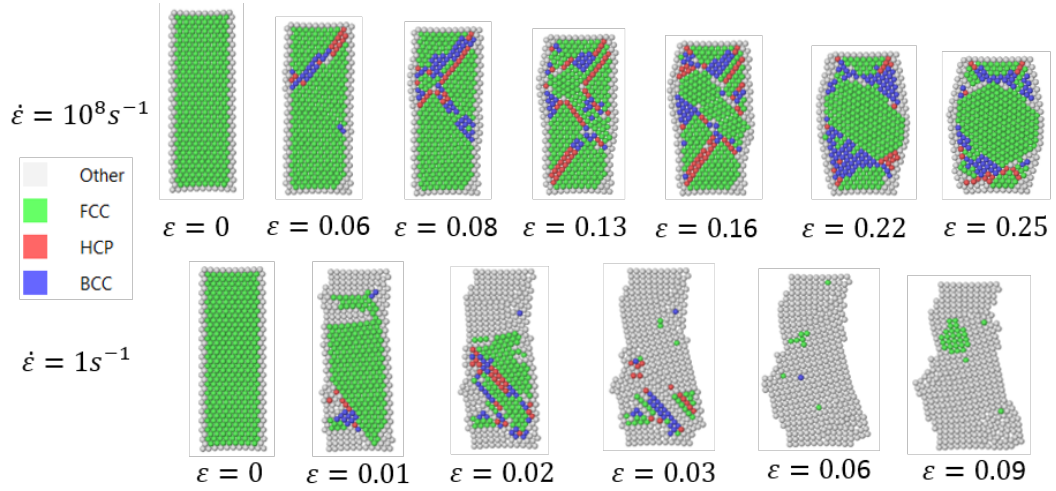 ε̇ = 10⁸s⁻¹
Other
FCC
HCP
BCC
ε = 0 ε = 0.06 ε = 0.08 ε = 0.13 ε = 0.16 ε = 0.22 ε = 0.25
ε̇ = 1s⁻¹
ε = 0 ε = 0.01 ε = 0.02 ε = 0.03 ε = 0.06 ε = 0.09